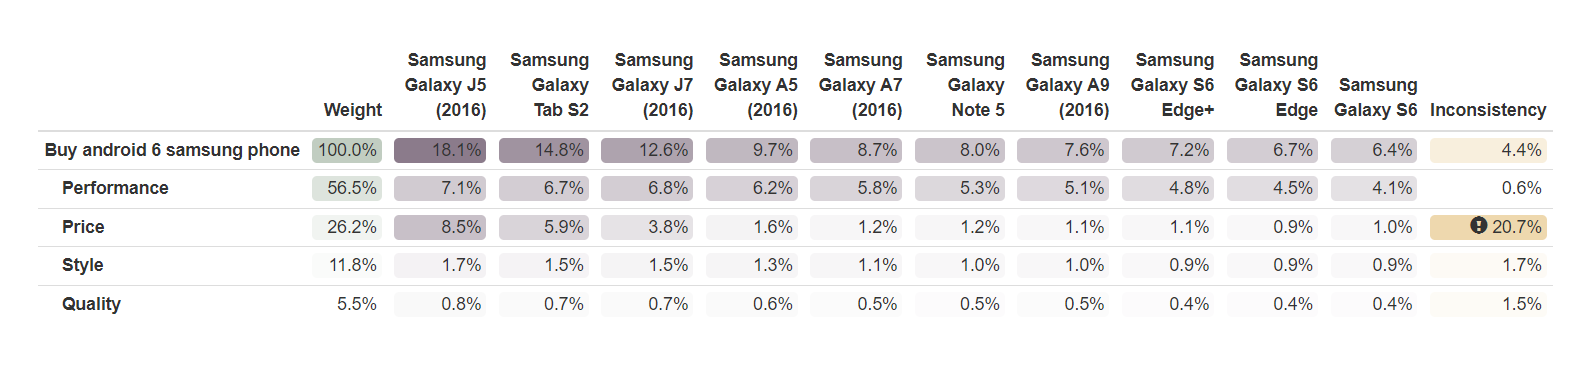 Weight Samsung Galaxy J5 (2016) Samsung Galaxy Tab S2 Samsung Galaxy J7 (2016) Samsung Galaxy A5 (2016) Samsung Galaxy A7 (2016) Samsung Galaxy Note 5 Samsung Galaxy A9 (2016) Samsung Galaxy S6 Edge+ Samsung Galaxy S6 Edge Samsung Galaxy S6 Inconsistency
Buy android 6 samsung phone 100.0% 18.1% 14.8% 12.6% 9.7% 8.7% 8.0% 7.6% 7.2% 6.7% 6.4% 4.4%
Performance 56.5% 7.1% 6.7% 6.8% 6.2% 5.8% 5.3% 5.1% 4.8% 4.5% 4.1% 0.6%
Price 26.2% 8.5% 5.9% 3.8% 1.6% 1.2% 1.2% 1.1% 1.1% 0.9% 1.0% 20.7%
Style 11.8% 1.7% 1.5% 1.5% 1.3% 1.1% 1.0% 1.0% 0.9% 0.9% 0.9% 1.7%
Quality 5.5% 0.8% 0.7% 0.7% 0.6% 0.5% 0.5% 0.5% 0.4% 0.4% 0.4% 1.5%